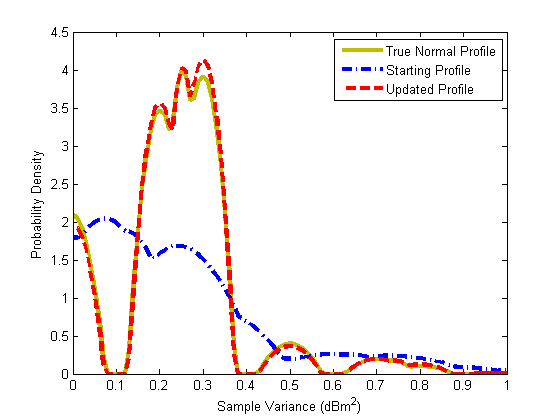 4.5
4
3.5
3
2.5
2
1.5
1
0.5
0
Probability Density
True Normal Profile
Starting Profile
Updated Profile
0 0.1 0.2 0.3 0.4 0.5 0.6 0.7 0.8 0.9 1
Sample Variance (dBm²)